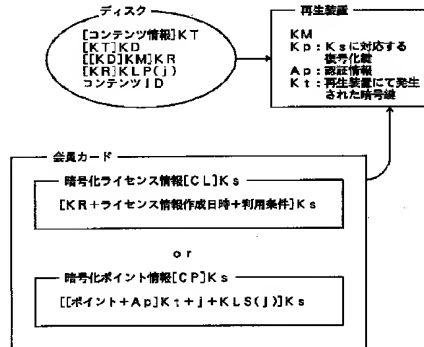 ディスク
[コンテンツ情報]KT
[KT]KD
[[KD]KM]KR
[KR]KLP(j)
コンテンツID
再生装置
KM
Kp:Ksに対応する
復号化鍵
Ap:認証情報
Kt:再生装置にて発生
された暗号鍵
会員カード
暗号化ライセンス情報[CL]Ks
[KR+ライセンス情報作成日時+利用条件]Ks
or
暗号化ポイント情報[CP]Ks
[[ポイント+Ap]Kt+j+KLS(j)]Ks